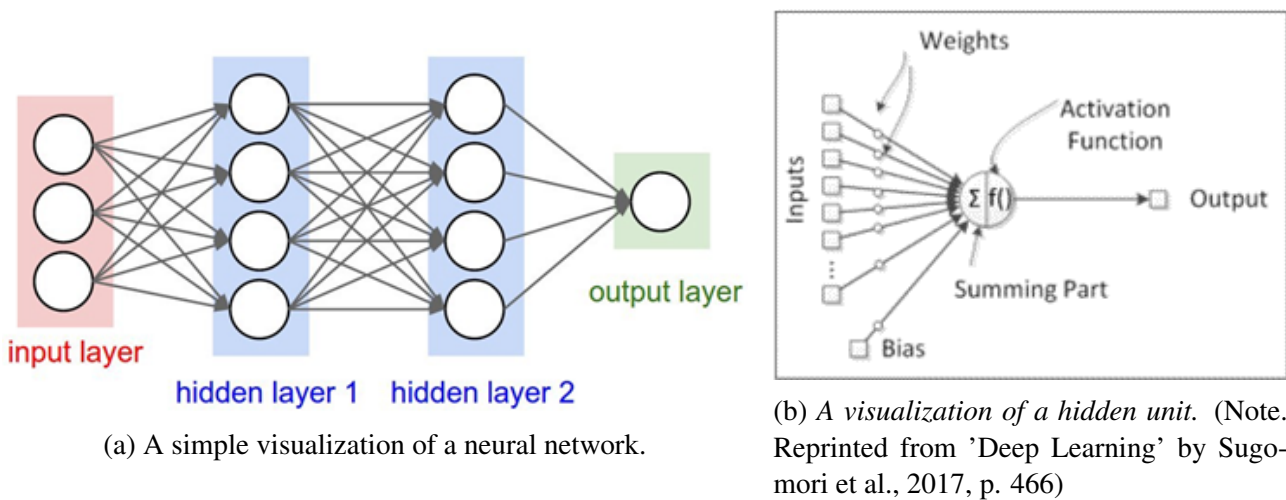 input layer
hidden layer 1
hidden layer 2
output layer
(a) A simple visualization of a neural network.
Weights
Activation
Function
Inputs
...
Σ f()
Output
Summing Part
Bias
(b) A visualization of a hidden unit. (Note.
Reprinted from ’Deep Learning’ by Sugo-
mori et al., 2017, p. 466)